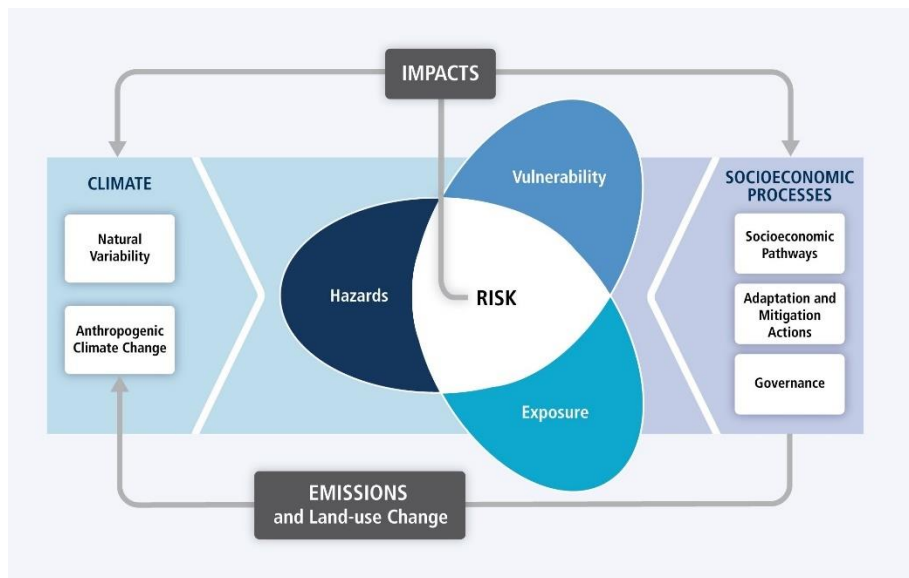 IMPACTS
CLIMATE
Natural
Variability
Anthropogenic
Climate Change
Vulnerability
Hazards
RISK
Exposure
SOCIOECONOMIC
PROCESSES
Socioeconomic
Pathways
Adaptation and
Mitigation
Actions
Governance
EMISSIONS
and Land-use Change